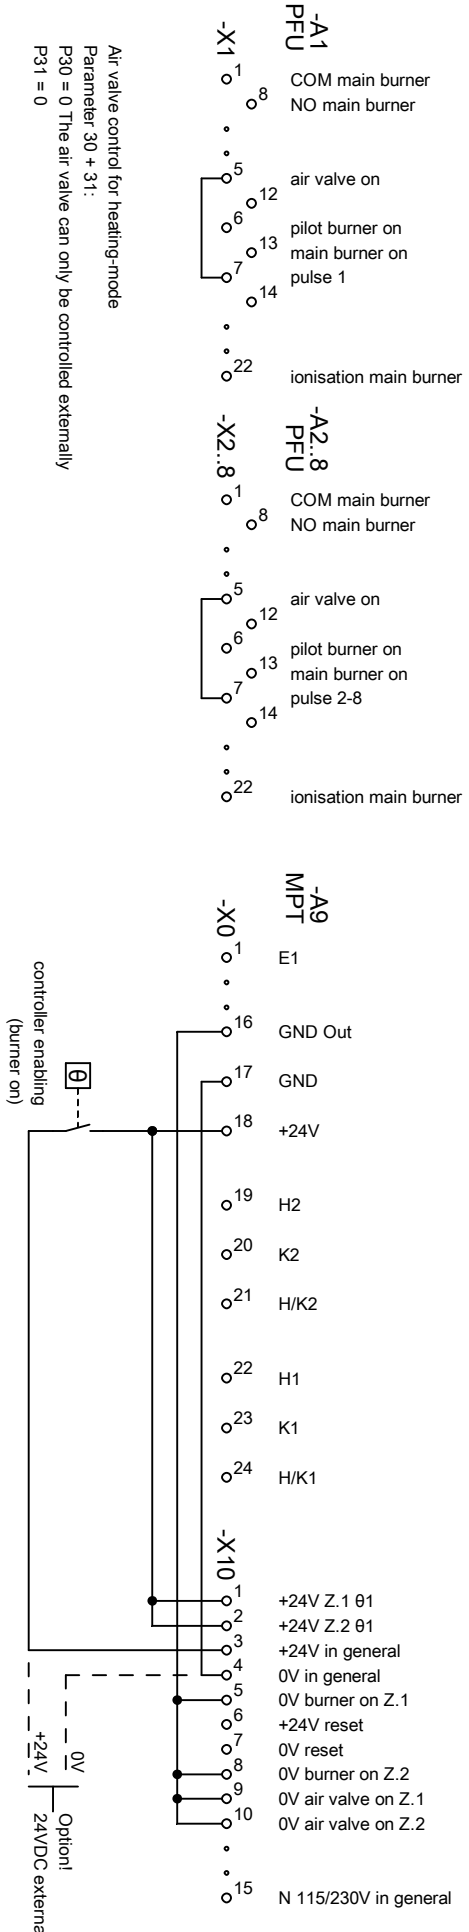 -A1
PFU
-X1
1 COM main burner
8 NO main burner
5 air valve on
12
6 pilot burner on
13 main burner on
7 pulse 1
14
22 ionisation main burner
Air valve control for heating-mode
Parameter 30 + 31:
P30 = 0 The air valve can only be controlled externally
P31 = 0
-A2..8
PFU
-X2..8
1 COM main burner
8 NO main burner
5 air valve on
12
6 pilot burner on
13 main burner on
7 pulse 2-8
14
22 ionisation main burner
-A9
MPT
-X0
1 E1
16 GND Out
17 GND
18 +24V
19 H2
20 K2
21 H/K2
22 H1
23 K1
24 H/K1
θ
controller enabling
(burner on)
-X10
1 +24V Z.1 θ1
2 +24V Z.2 θ1
3 +24V in general
4 0V in general
5 0V burner on Z.1
6 +24V reset
7 0V reset
8 0V burner on Z.2
9 0V air valve on Z.1
10 0V air valve on Z.2
15 N 115/230V in general
0V
+24V
Option!
24VDC externa